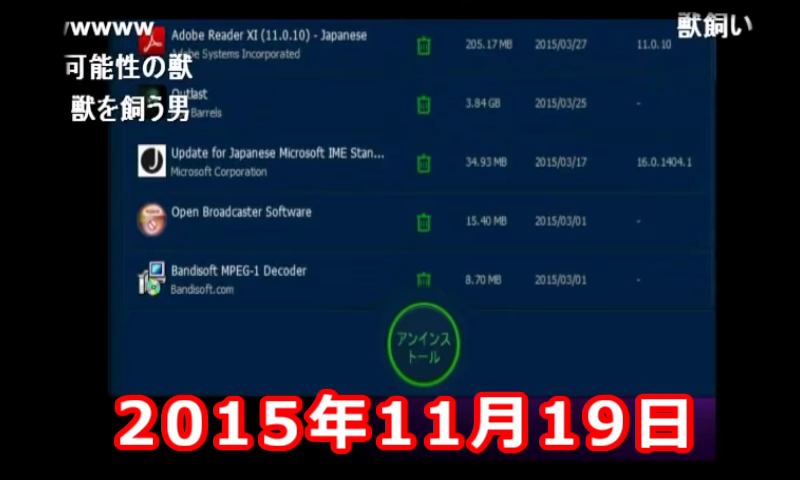 wwww
獣飼い
可能性の獣
獣を飼う男
Adobe Reader XI (11.0.10) - Japanese
Adobe Systems Incorporated
205.17 MB
2015/03/27
11.0.10
Outlast
Barrels
3.84 GB
2015/03/25
-
Update for Japanese Microsoft IME Stan...
Microsoft Corporation
34.93 MB
2015/03/17
16.0.1404.1
Open Broadcaster Software
15.40 MB
2015/03/01
-
Bandisoft MPEG-1 Decoder
Bandisoft.com
8.70 MB
2015/03/01
-
アンインス
トール
2015年11月19日